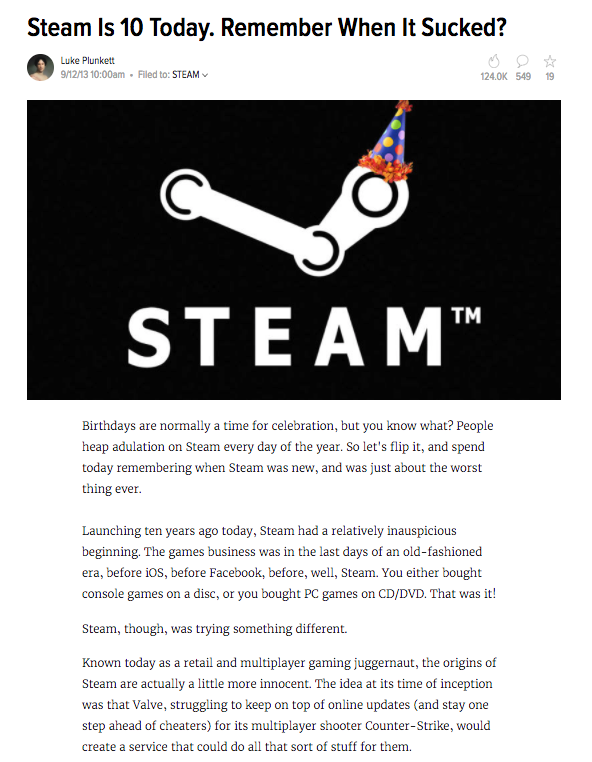 Steam Is 10 Today. Remember When It Sucked?
Luke Plunkett
9/12/13 10:00am • Filed to: STEAM
124.0K 549 19
STEAM™
Birthdays are normally a time for celebration, but you know what? People
heap adulation on Steam every day of the year. So let's flip it, and spend
today remembering when Steam was new, and was just about the worst
thing ever.
Launching ten years ago today, Steam had a relatively inauspicious
beginning. The games business was in the last days of an old-fashioned
era, before iOS, before Facebook, before, well, Steam. You either bought
console games on a disc, or you bought PC games on CD/DVD. That was it!
Steam, though, was trying something different.
Known today as a retail and multiplayer gaming juggernaut, the origins of
Steam are actually a little more innocent. The idea at its time of inception
was that Valve, struggling to keep on top of online updates (and stay one
step ahead of cheaters) for its multiplayer shooter Counter-Strike, would
create a service that could do all that sort of stuff for them.